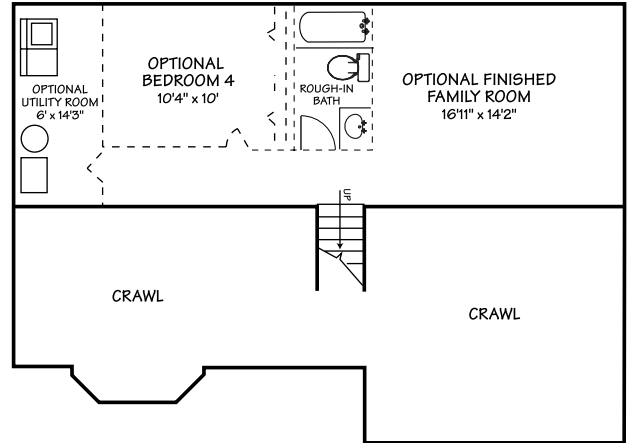 OPTIONAL
BEDROOM 4
10'4" x 10'
OPTIONAL
UTILITY ROOM
6' x 14'3"
ROUGH-IN
BATH
OPTIONAL FINISHED
FAMILY ROOM
16'11" x 14'2"
UP
CRAWL
CRAWL